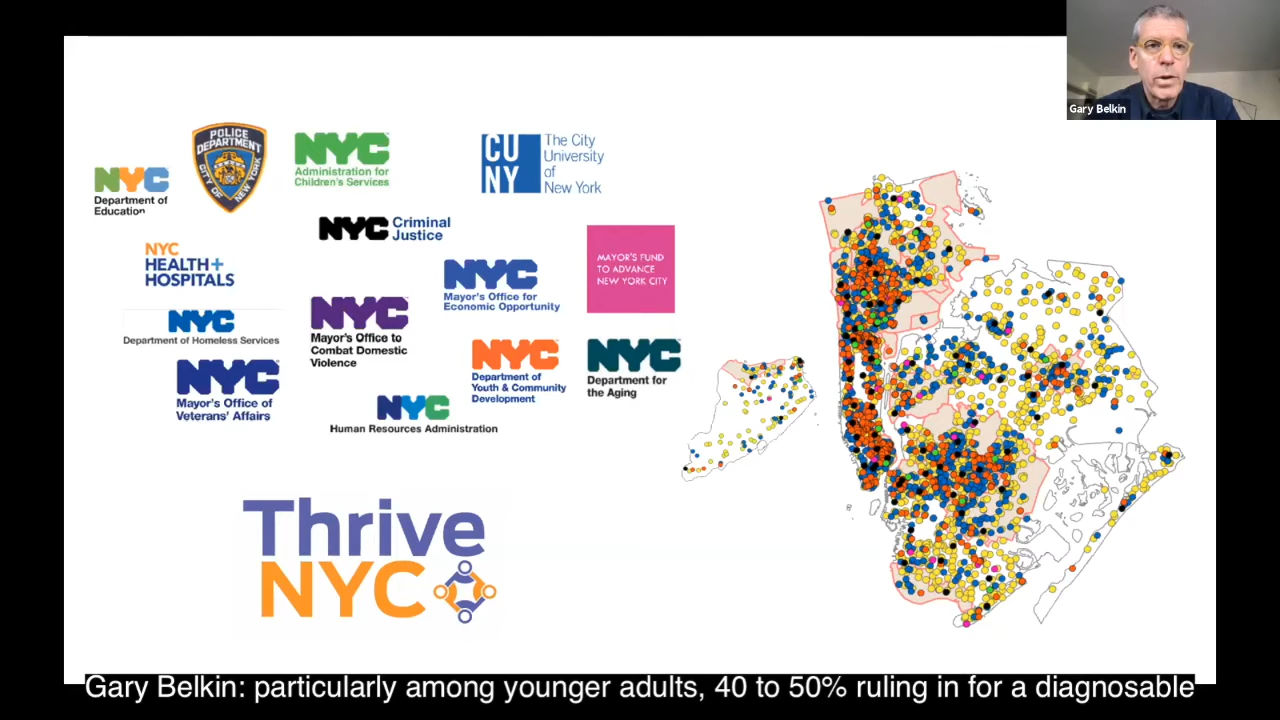 Gary Belkin
POLICE
DEPARTMENT
CITY OF NEW YORK
NYC
Department of
Education
NYC
Administration for
Children's Services
CU
NY
The City
University
of
New York
NYC Criminal
Justice
NYC
HEALTH+
HOSPITALS
NYC
Mayor's Office for
Economic Opportunity
MAYOR'S FUND
TO ADVANCE
NEW YORK CITY
NYC
Department of Homeless Services
NYC
Mayor's Office to
Combat Domestic
Violence
NYC
Department of
Youth & Community
Development
NYC
Department for
the Aging
NYC
Mayor's Office of
Veterans' Affairs
NYC
Human Resources Administration
Thrive
NYC
Gary Belkin: particularly among younger adults, 40 to 50% ruling in for a diagnosable